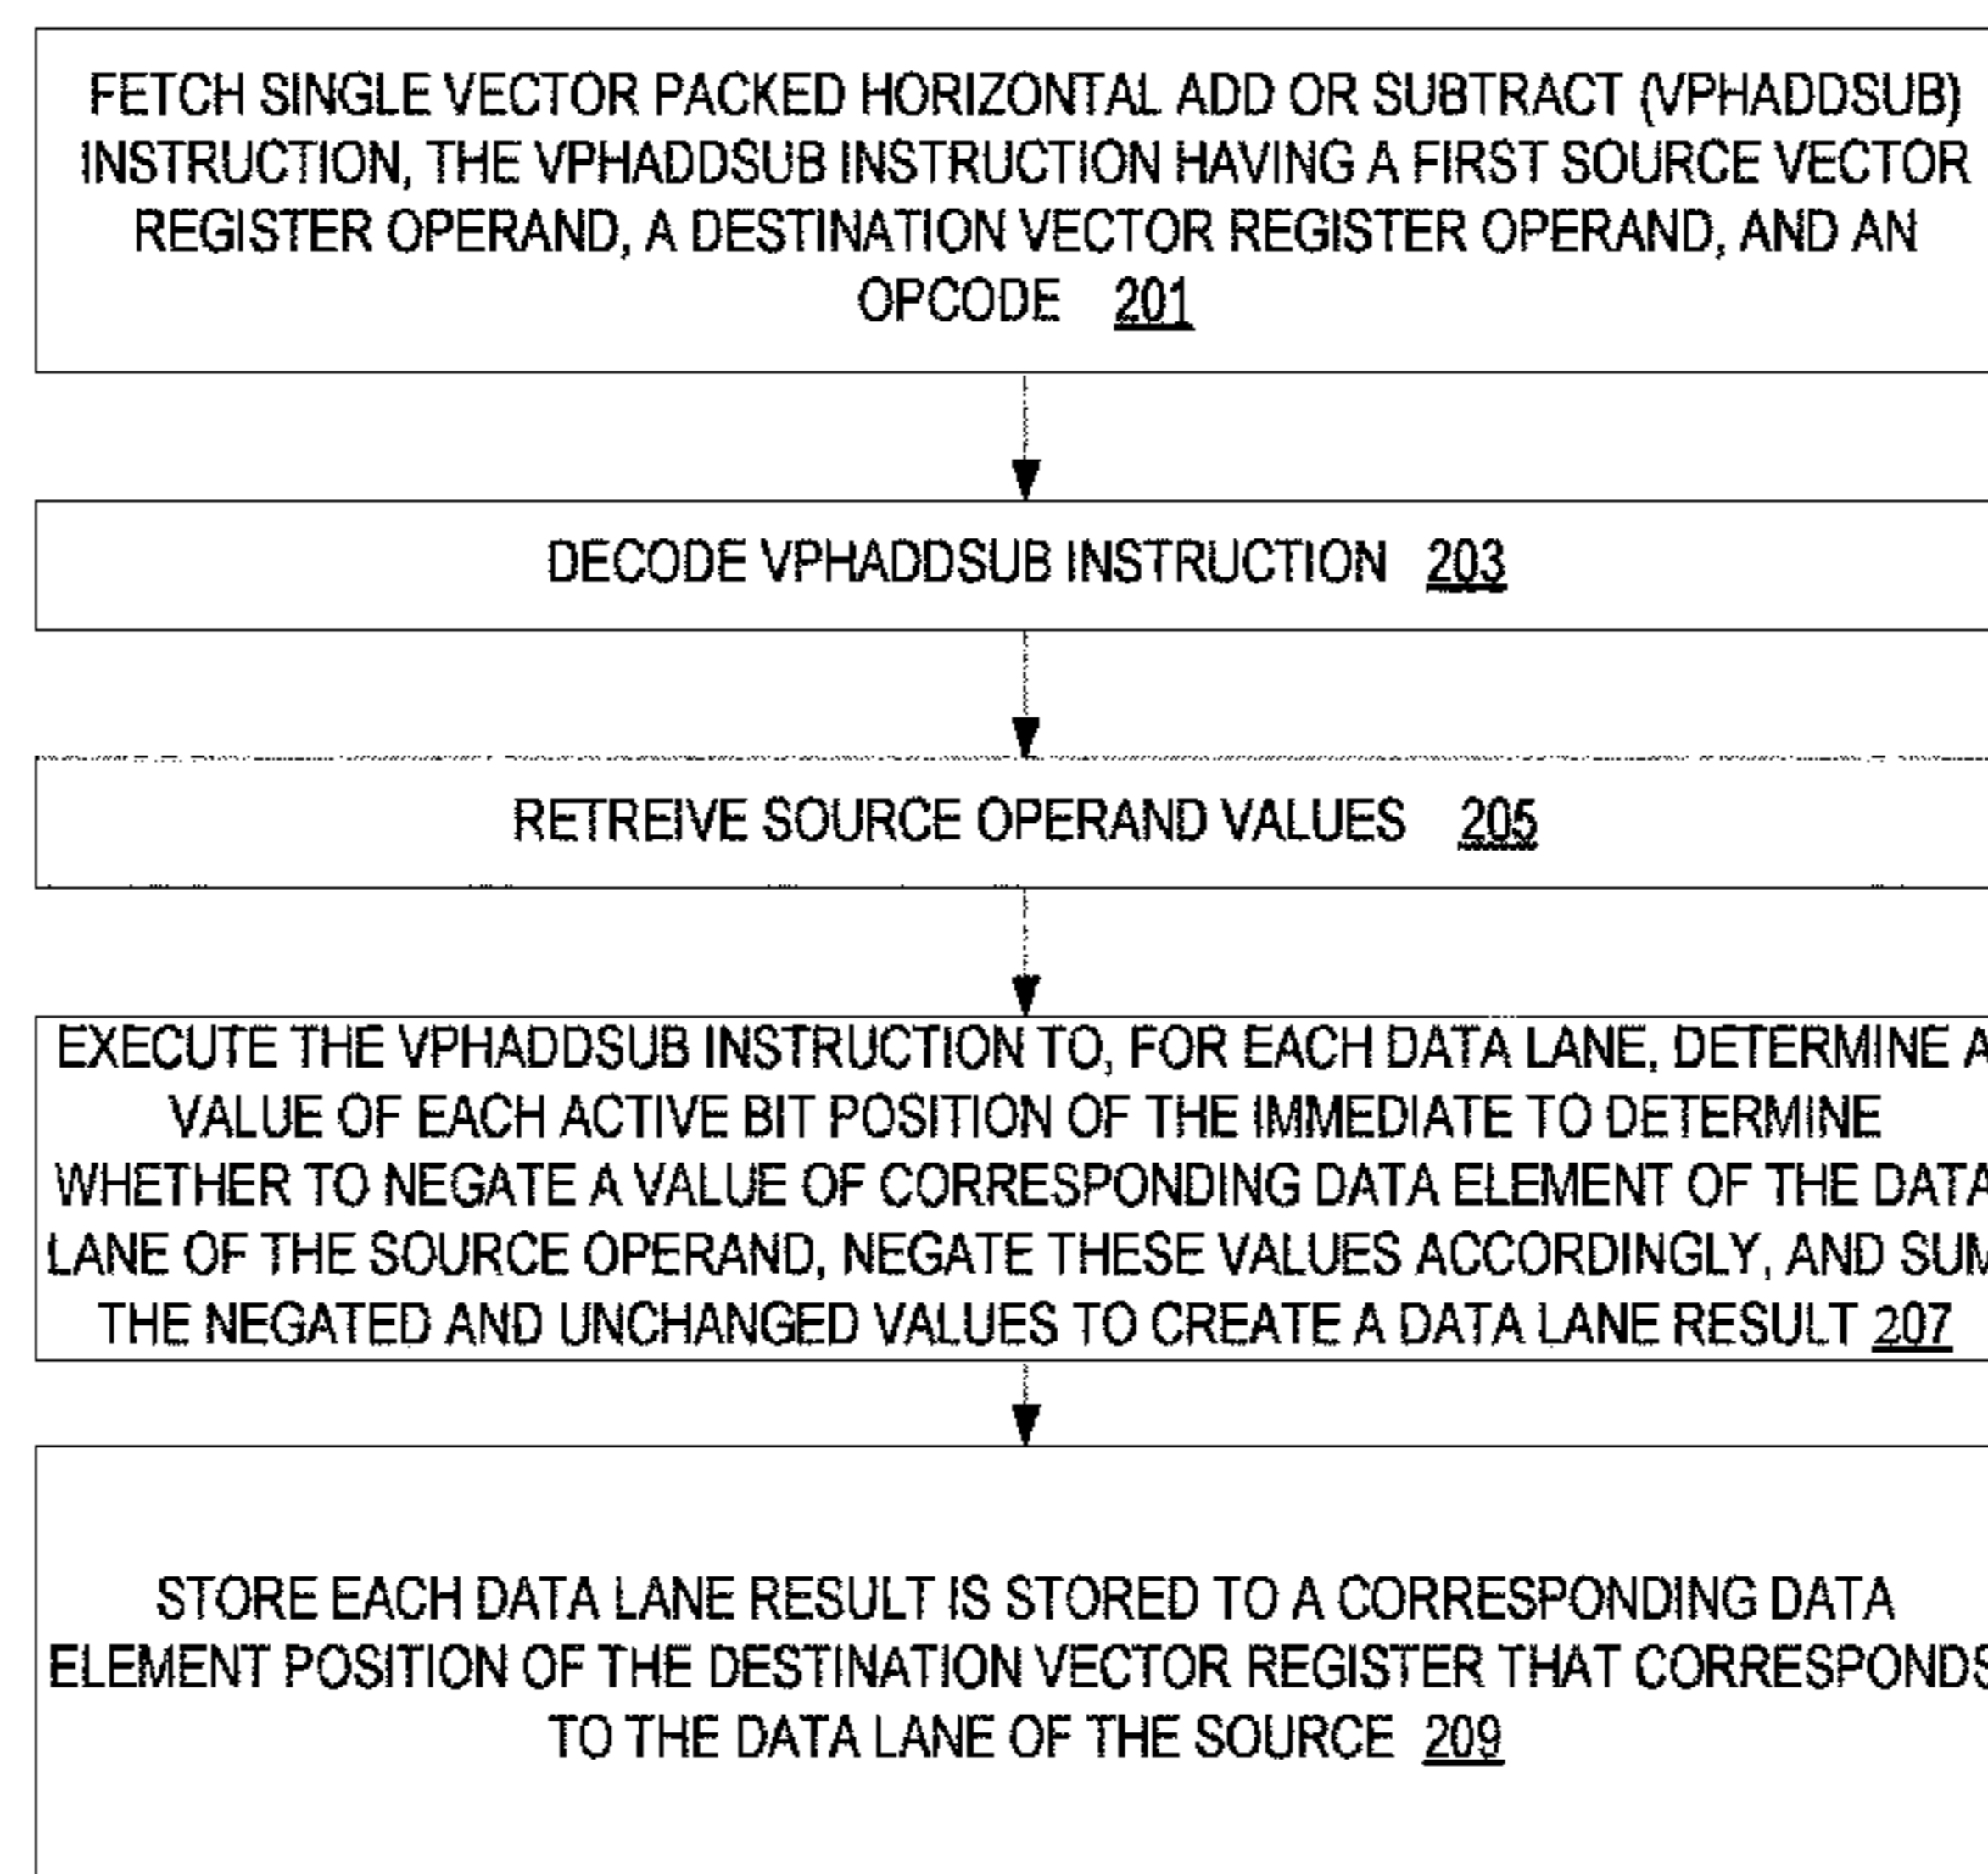 FETCH SINGLE VECTOR PACKED HORIZONTAL ADD OR SUBTRACT (VPHADDSUB)
INSTRUCTION, THE VPHADDSUB INSTRUCTION HAVING A FIRST SOURCE VECTOR
REGISTER OPERAND, A DESTINATION VECTOR REGISTER OPERAND, AND AN
OPCODE 201
DECODE VPHADDSUB INSTRUCTION 203
RETREIVE SOURCE OPERAND VALUES 205
EXECUTE THE VPHADDSUB INSTRUCTION TO, FOR EACH DATA LANE, DETERMINE A
VALUE OF EACH ACTIVE BIT POSITION OF THE IMMEDIATE TO DETERMINE
WHETHER TO NEGATE A VALUE OF CORRESPONDING DATA ELEMENT OF THE DATA
LANE OF THE SOURCE OPERAND, NEGATE THESE VALUES ACCORDINGLY, AND SUM
THE NEGATED AND UNCHANGED VALUES TO CREATE A DATA LANE RESULT 207
STORE EACH DATA LANE RESULT IS STORED TO A CORRESPONDING DATA
ELEMENT POSITION OF THE DESTINATION VECTOR REGISTER THAT CORRESPONDS
TO THE DATA LANE OF THE SOURCE 209